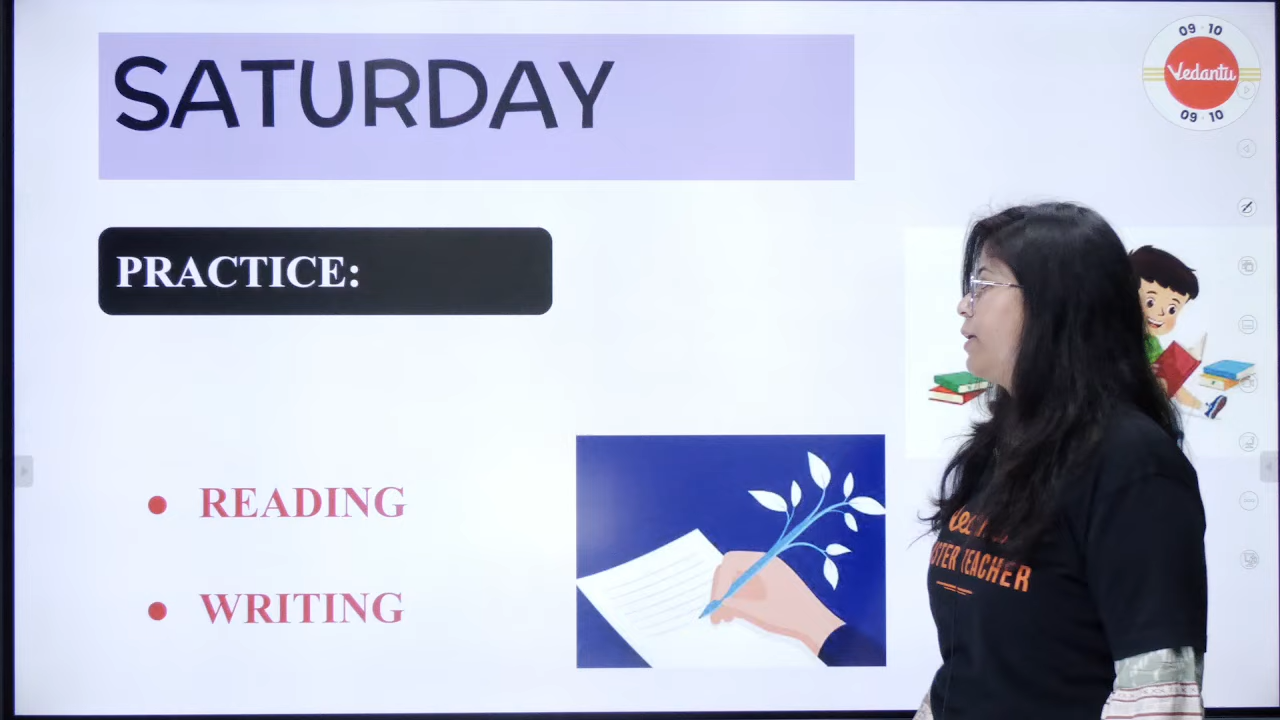 SATURDAY
09 10
Vedantu
09 10
PRACTICE:
READING
WRITING
TEACHER